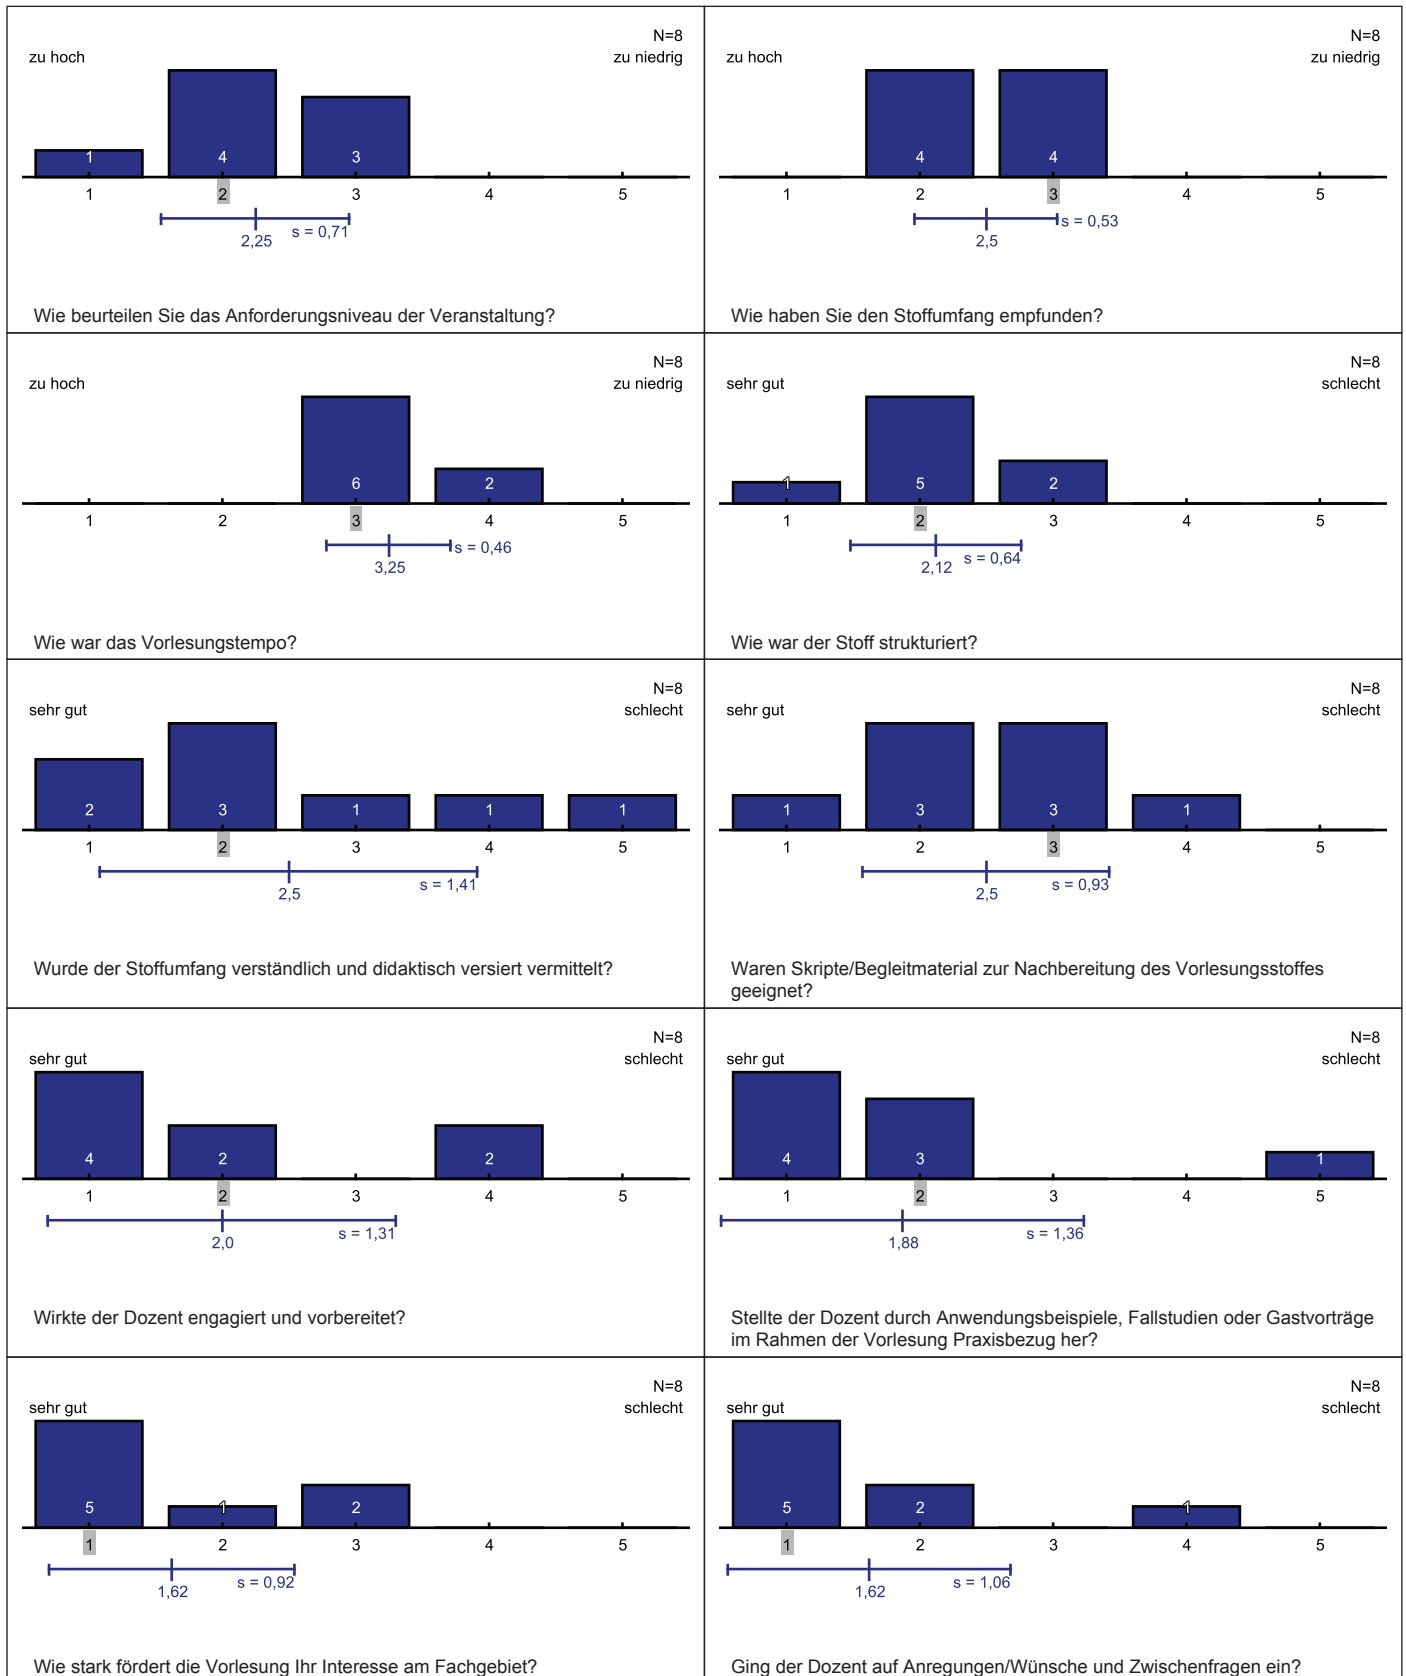 N=8
zu hoch
zu niedrig
1
4
3
1
2
3
4
5
s = 0,71
2,25
Wie beurteilen Sie das Anforderungsniveau der Veranstaltung?
N=8
zu hoch
zu niedrig
4
4
1
2
3
4
5
s = 0,53
2,5
Wie haben Sie den Stoffumfang empfunden?
N=8
zu hoch
zu niedrig
6
2
1
2
3
4
5
s = 0,46
3,25
Wie war das Vorlesungstempo?
N=8
sehr gut
schlecht
1
5
2
1
2
3
4
5
s = 0,64
2,12
Wie war der Stoff strukturiert?
N=8
sehr gut
schlecht
2
3
1
1
1
1
2
3
4
5
s = 1,41
2,5
Wurde der Stoffumfang verständlich und didaktisch versiert vermittelt?
N=8
sehr gut
schlecht
1
3
3
1
1
2
3
4
5
s = 0,93
2,5
Waren Skripte/Begleitmaterial zur Nachbereitung des Vorlesungsstoffes
geeignet?
N=8
sehr gut
schlecht
4
2
2
1
2
3
4
5
s = 1,31
2,0
Wirkte der Dozent engagiert und vorbereitet?
N=8
sehr gut
schlecht
4
3
1
1
2
3
4
5
s = 1,36
1,88
Stellte der Dozent durch Anwendungsbeispiele, Fallstudien oder Gastvorträge
im Rahmen der Vorlesung Praxisbezug her?
N=8
sehr gut
schlecht
5
1
2
1
2
3
4
5
s = 0,92
1,62
Wie stark fördert die Vorlesung Ihr Interesse am Fachgebiet?
N=8
sehr gut
schlecht
5
2
1
1
2
3
4
5
s = 1,06
1,62
Ging der Dozent auf Anregungen/Wünsche und Zwischenfragen ein?